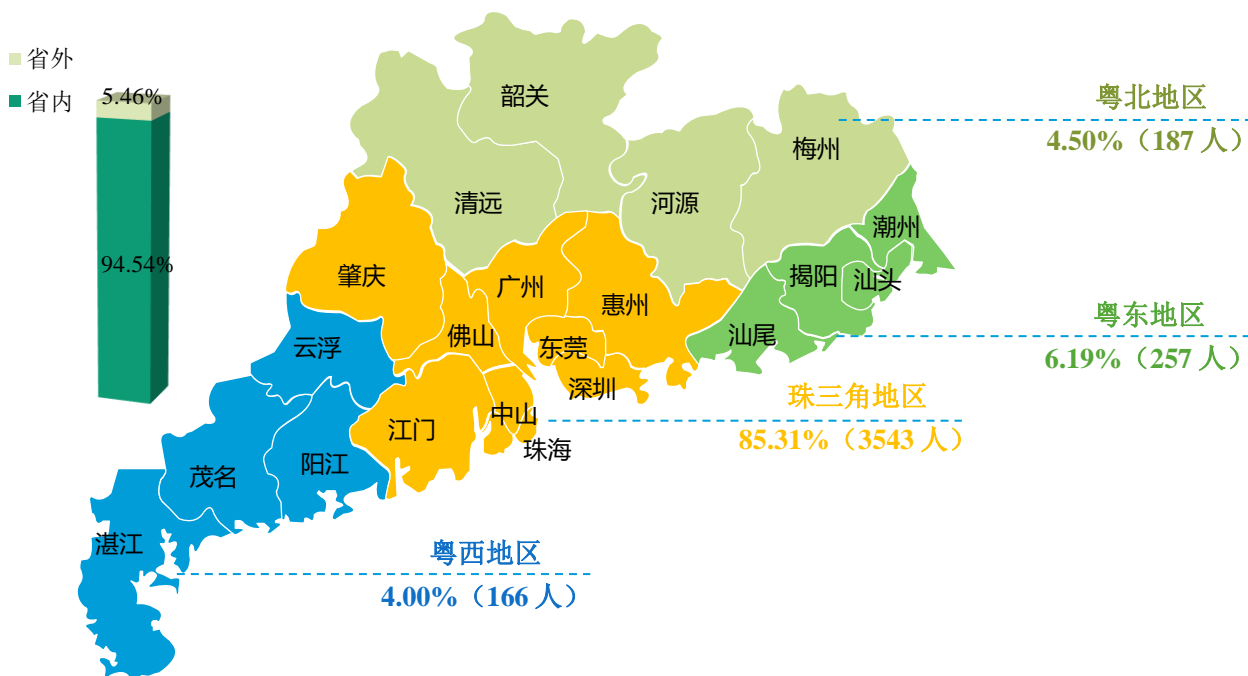 省外
省内
5.46%
94.54%
韶关
梅州
清远
河源
潮州
肇庆
广州
惠州
揭阳
汕头
云浮
佛山
东莞
汕尾
深圳
江门
中山
珠海
茂名
阳江
湛江
粤北地区
4.50%（187 人）
粤东地区
6.19%（257 人）
珠三角地区
85.31%（3543 人）
粤西地区
4.00%（166 人）